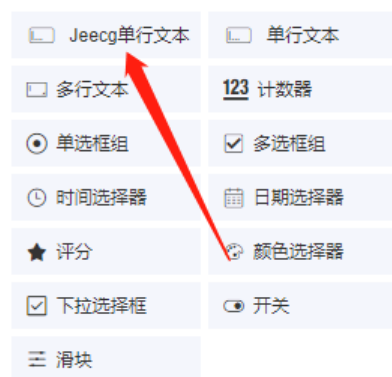 Jeecg单行文本 单行文本
多行文本 123 计数器
单选框组 多选框组
时间选择器 日期选择器
评分 颜色选择器
下拉选择框 开关
滑块